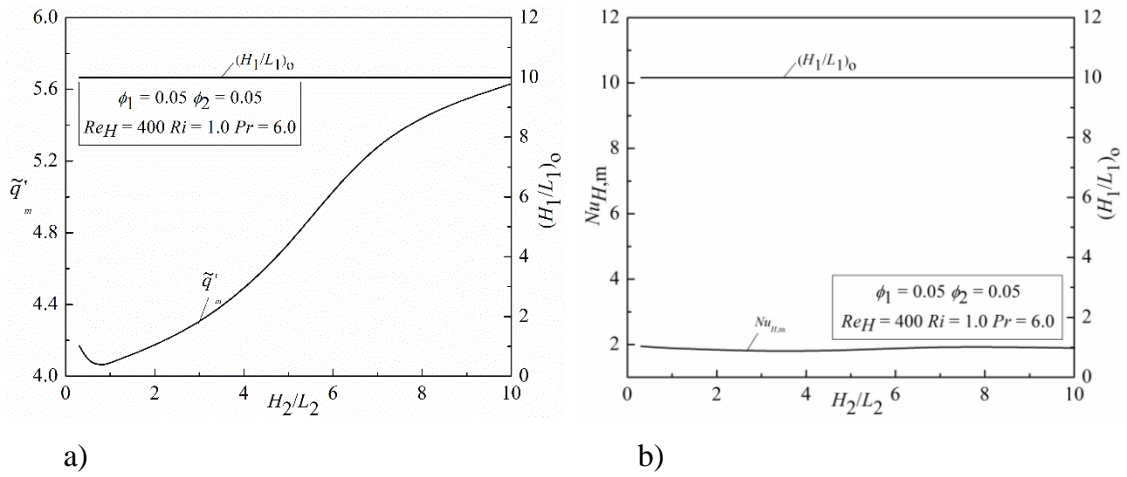 6.0
5.6
5.2
4.8
4.4
4.0
q̃'m
(H1/L1)o
ϕ1 = 0.05 ϕ2 = 0.05
ReH = 400 Ri = 1.0 Pr = 6.0
q̃'m
0 2 4 6 8 10
H2/L2
12
10
8
6
4
2
0
(H1/L1)o
a)
12
10
8
6
4
2
NuH,m
(H1/L1)o
ϕ1 = 0.05 ϕ2 = 0.05
ReH = 400 Ri = 1.0 Pr = 6.0
NuH,m
0 2 4 6 8 10
H2/L2
12
10
8
6
4
2
0
(H1/L1)o
b)